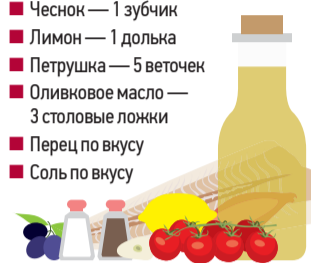 Чеснок — 1 зубчик
Лимон — 1 долька
Петрушка — 5 веточек
Оливковое масло —
3 столовые ложки
Перец по вкусу
Соль по вкусу